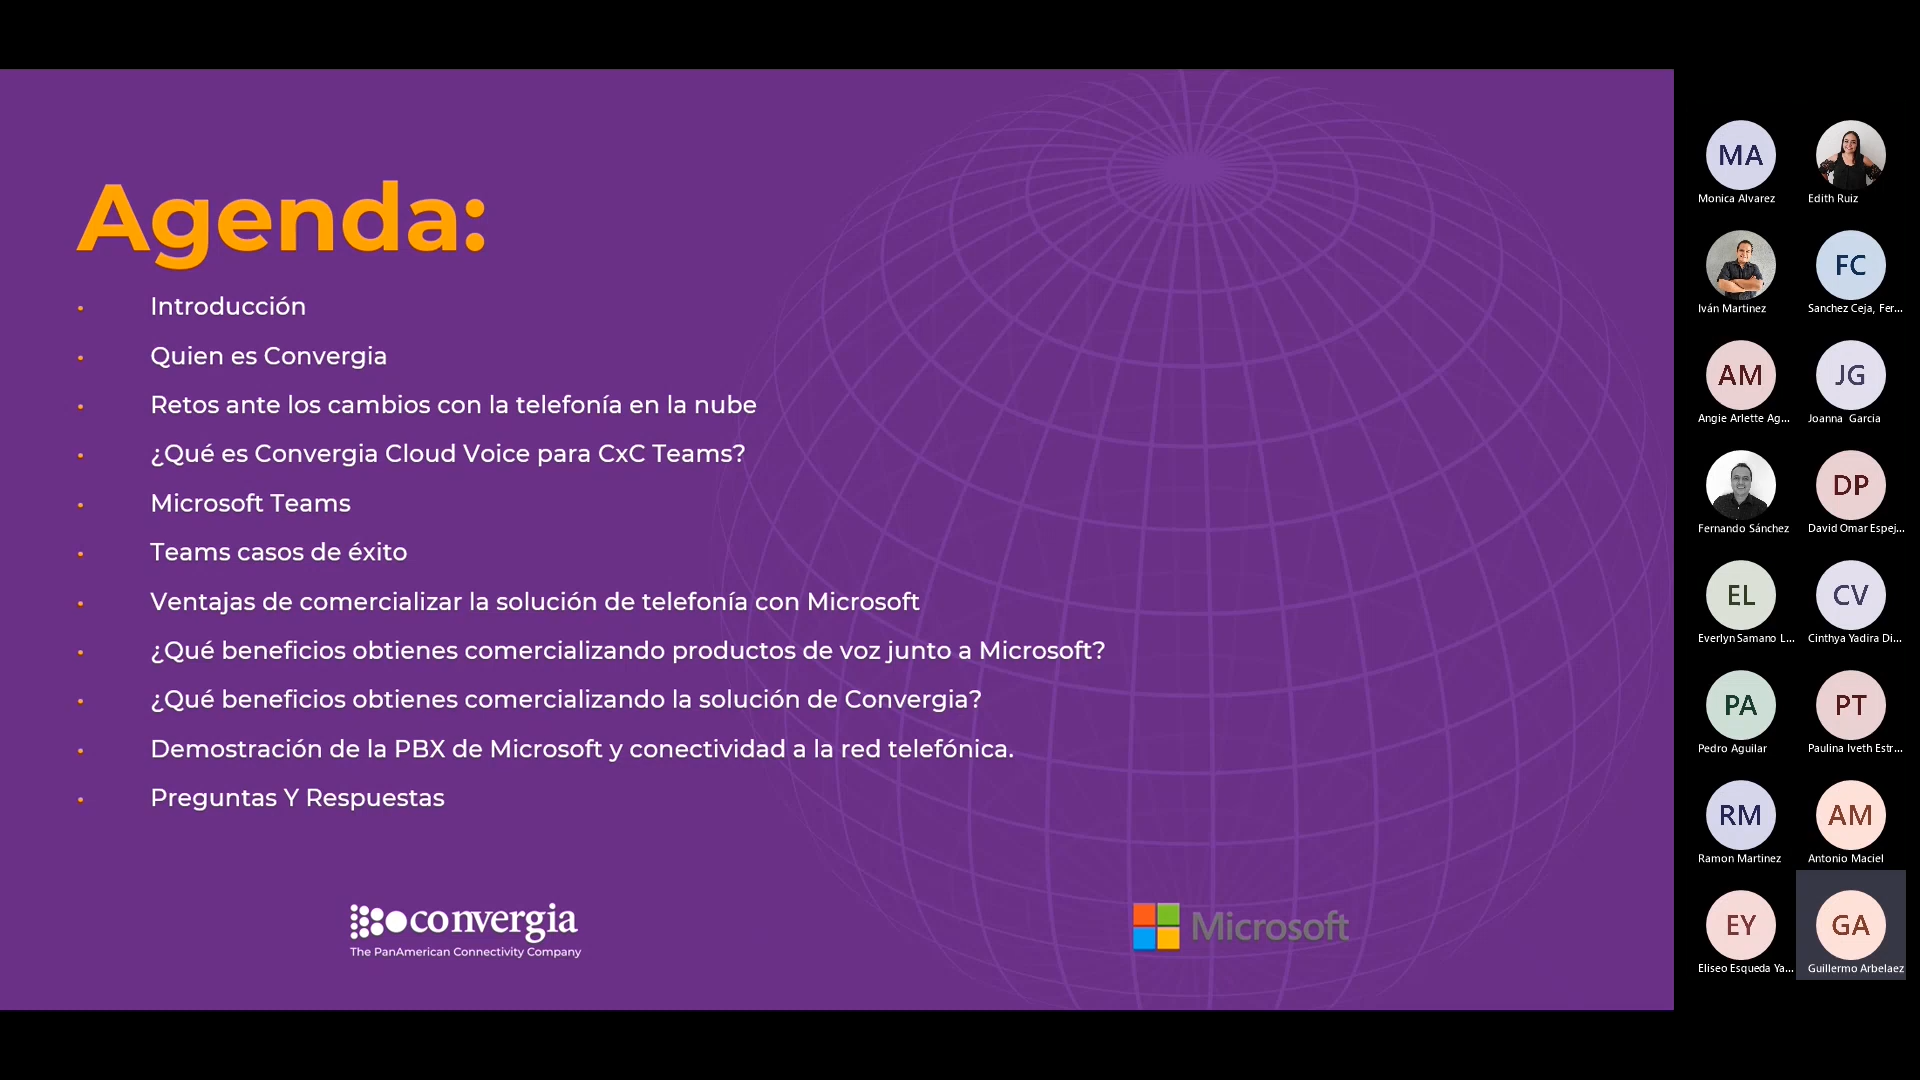 Agenda:
• Introducción
• Quien es Convergia
• Retos ante los cambios con la telefonía en la nube
• ¿Qué es Convergia Cloud Voice para CxC Teams?
• Microsoft Teams
• Teams casos de éxito
• Ventajas de comercializar la solución de telefonía con Microsoft
• ¿Qué beneficios obtienes comercializando productos de voz junto a Microsoft?
• ¿Qué beneficios obtienes comercializando la solución de Convergia?
• Demostración de la PBX de Microsoft y conectividad a la red telefónica.
• Preguntas Y Respuestas
convergia
The PanAmerican Connectivity Company
Microsoft
MA
Monica Alvarez
Edith Ruiz
Iván Martinez
FC
Sanchez Ceja, Fer...
AM
Angie Arlette Ag...
JG
Joanna Garcia
Fernando Sánchez
DP
David Omar Espej...
EL
Everlyn Samano L...
CV
Cinthya Yadira Di...
PA
Pedro Aguilar
PT
Paulina Iveth Estr...
RM
Ramon Martinez
AM
Antonio Maciel
EY
Eliseo Esqueda Ya...
GA
Guillermo Arbelaez